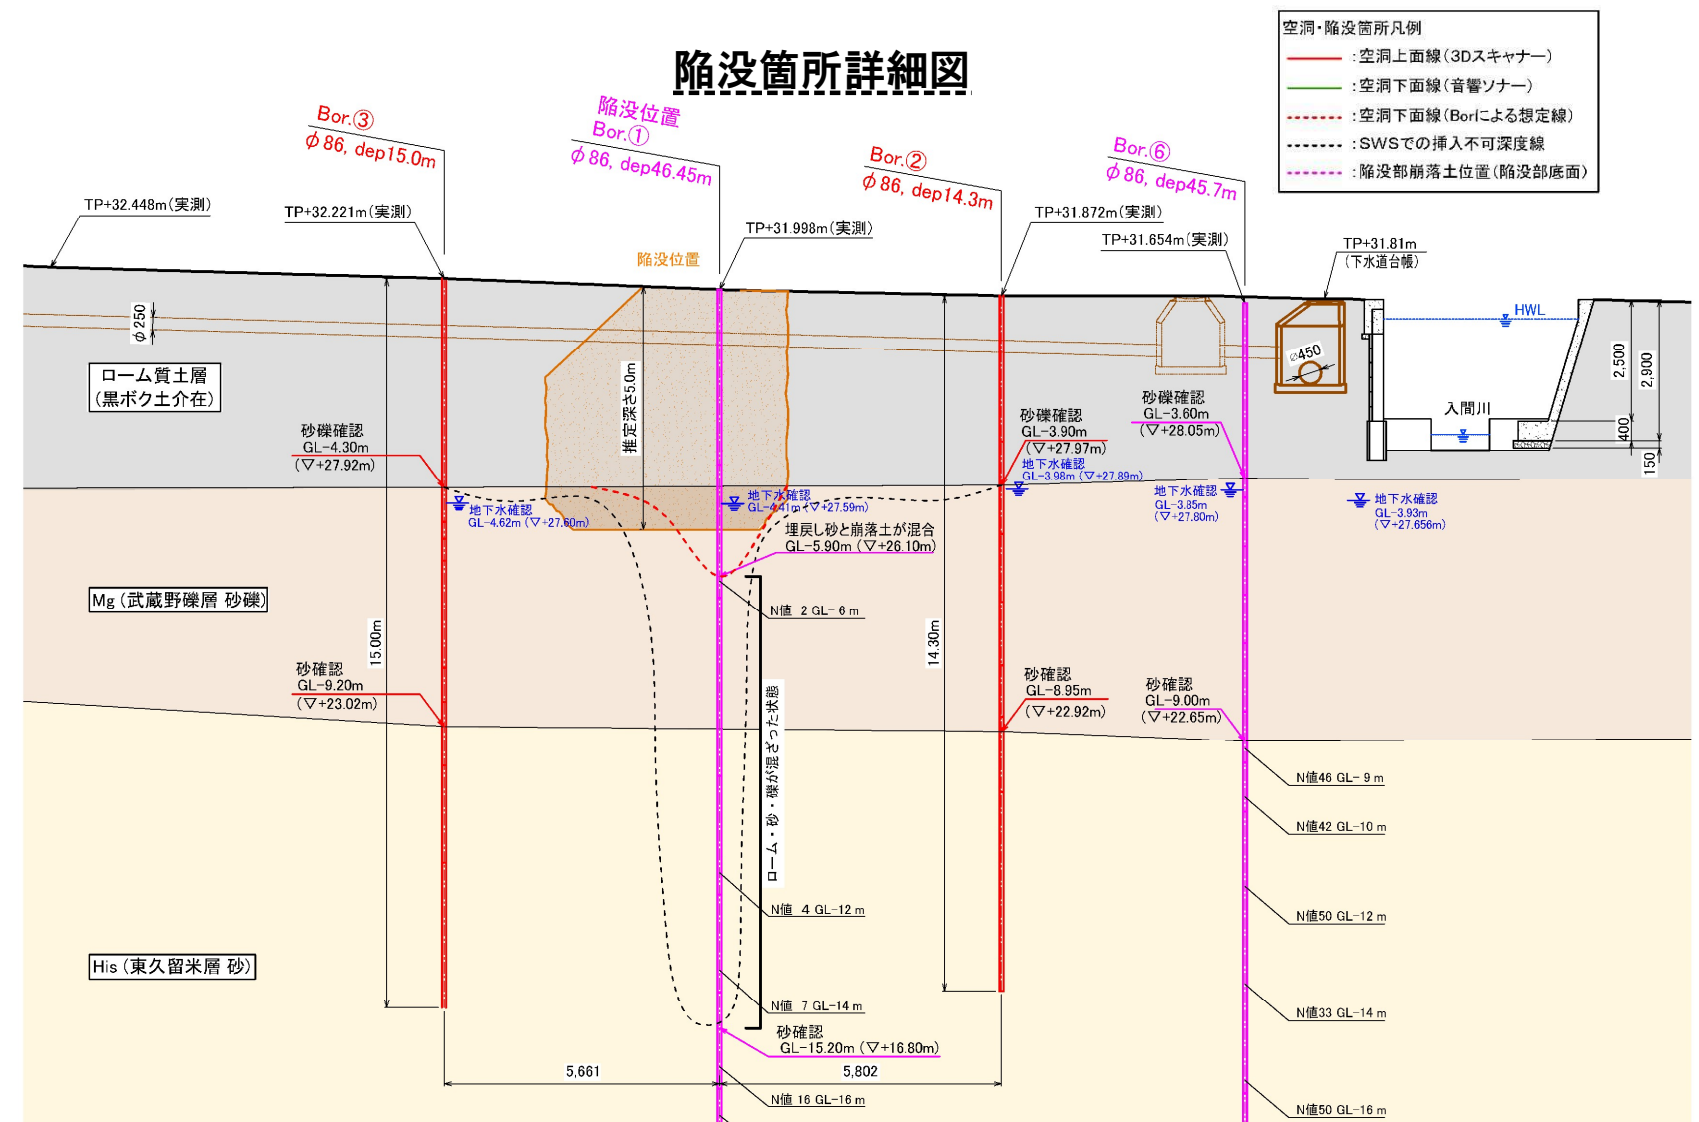 陥没箇所詳細図
空洞・陥没箇所凡例
：空洞上面線（3Dスキャナー）
：空洞下面線（音響ソナー）
：空洞下面線（Borによる想定線）
：SWSでの挿入不可深度線
：陥没部崩落土位置（陥没部底面）
Bor.③
φ86, dep15.0m
陥没位置
Bor.①
φ86, dep46.45m
Bor.②
φ86, dep14.3m
Bor.⑥
φ86, dep45.7m
TP+32.448m（実測）
TP+32.221m（実測）
TP+31.998m（実測）
TP+31.872m（実測）
TP+31.654m（実測）
TP+31.81m
（下水道台帳）
陥没位置
φ250
推定深さ5.0m
∅450
HWL
入間川
2,500
2,900
400
150
ローム質土層
（黒ボク土介在）
砂礫確認
GL-4.30m
（▽+27.92m）
砂礫確認
GL-3.90m
（▽+27.97m）
砂礫確認
GL-3.60m
（▽+28.05m）
地下水確認
GL-4.62m（▽+27.60m）
地下水確認
GL-4.41m（▽+27.59m）
地下水確認
GL-3.98m（▽+27.89m）
地下水確認
GL-3.85m
（▽+27.80m）
地下水確認
GL-3.93m
（▽+27.656m）
埋戻し砂と崩落土が混合
GL-5.90m（▽+26.10m）
Mg（武蔵野礫層 砂礫）
N値 2 GL- 6 m
15.00m
14.30m
ローム・砂・礫が混ざった状態
砂確認
GL-9.20m
（▽+23.02m）
砂確認
GL-8.95m
（▽+22.92m）
砂確認
GL-9.00m
（▽+22.65m）
N値46 GL- 9 m
N値42 GL-10 m
N値 4 GL-12 m
N値50 GL-12 m
His（東久留米層 砂）
N値 7 GL-14 m
N値33 GL-14 m
砂確認
GL-15.20m（▽+16.80m）
5,661
5,802
N値 16 GL-16 m
N値50 GL-16 m